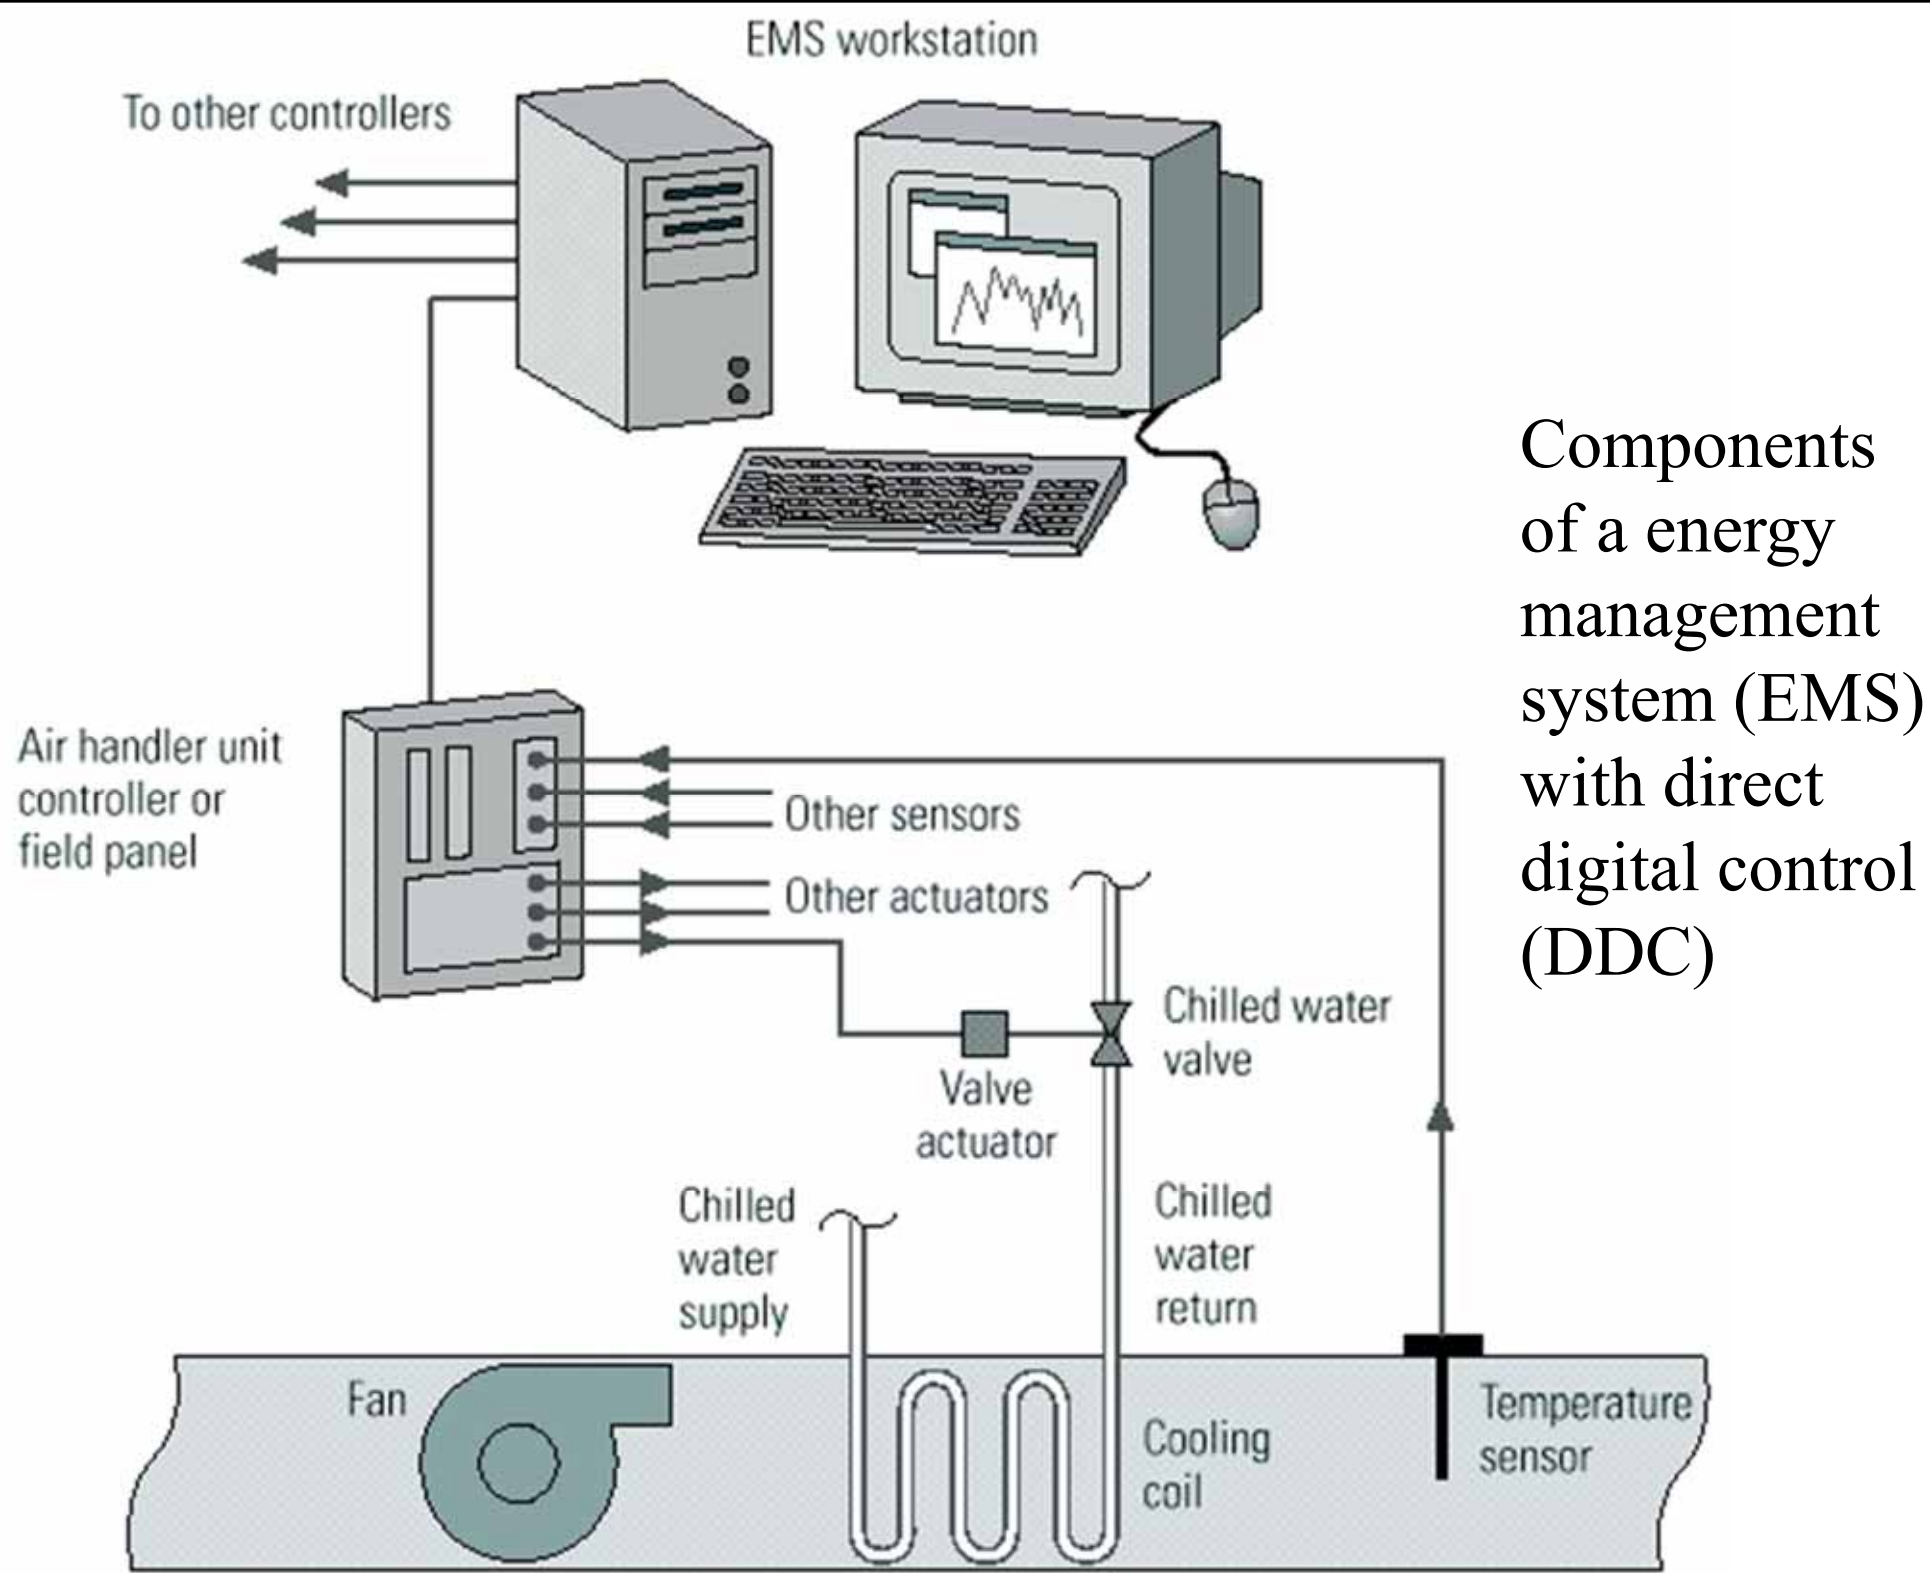 EMS workstation
To other controllers
Components
of a energy
management
system (EMS)
with direct
digital control
(DDC)
Air handler unit
controller or
field panel
Other sensors
Other actuators
Chilled water
valve
Valve
actuator
Chilled
water
supply
Chilled
water
return
Fan
Cooling
coil
Temperature
sensor